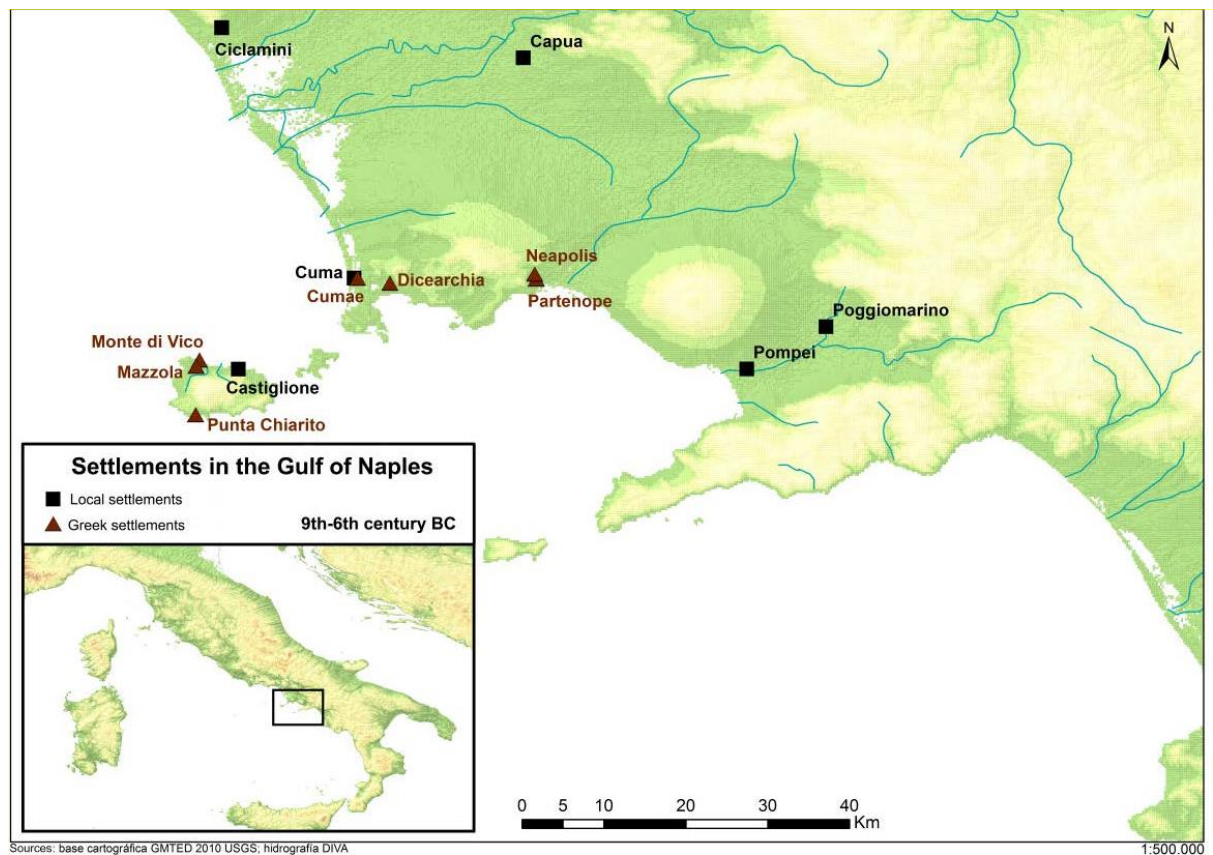 N
Ciclamini
Capua
Neapolis
Cuma
Dicearchia
Cumae
Partenope
Poggiomarino
Monte di Vico
Pompei
Mazzola
Castiglione
Punta Chiarito
Settlements in the Gulf of Naples
Local settlements
Greek settlements
9th-6th century BC
0 5 10 20 30 40
Km
Sources: base cartográfica GMTED 2010 USGS; hidrografía DIVA
1:500.000